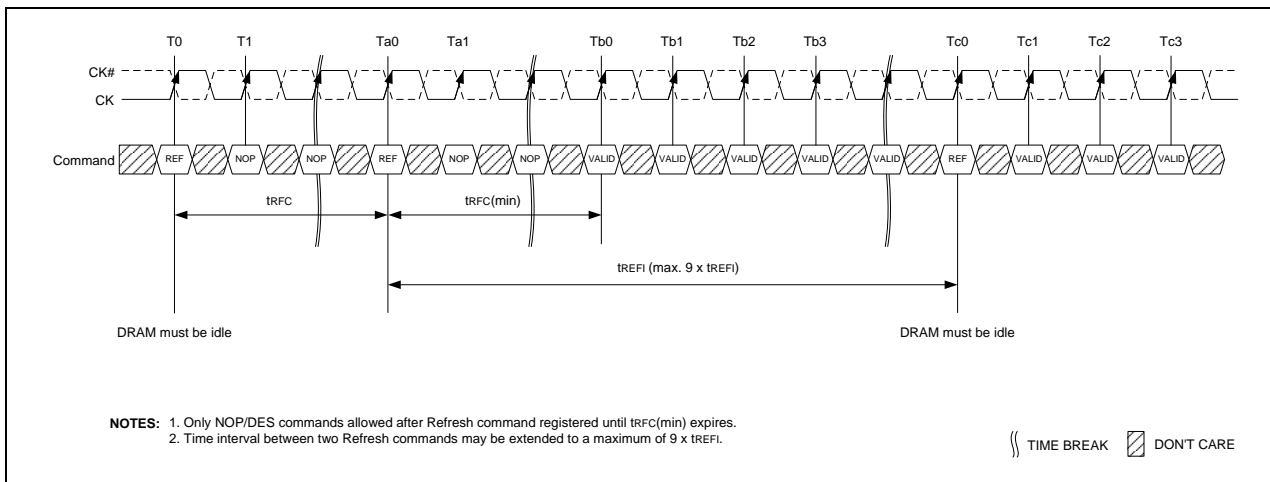 T0 T1 Ta0 Ta1 Tb0 Tb1 Tb2 Tb3 Tc0 Tc1 Tc2 Tc3
CK#
CK
Command REF NOP NOP REF NOP NOP VALID VALID VALID VALID VALID REF VALID VALID VALID
tRFC tRFC(min)
tREFI (max. 9 x tREFI)
DRAM must be idle DRAM must be idle
NOTES: 1. Only NOP/DES commands allowed after Refresh command registered until tRFC(min) expires.
2. Time interval between two Refresh commands may be extended to a maximum of 9 x tREFI.
TIME BREAK DON'T CARE